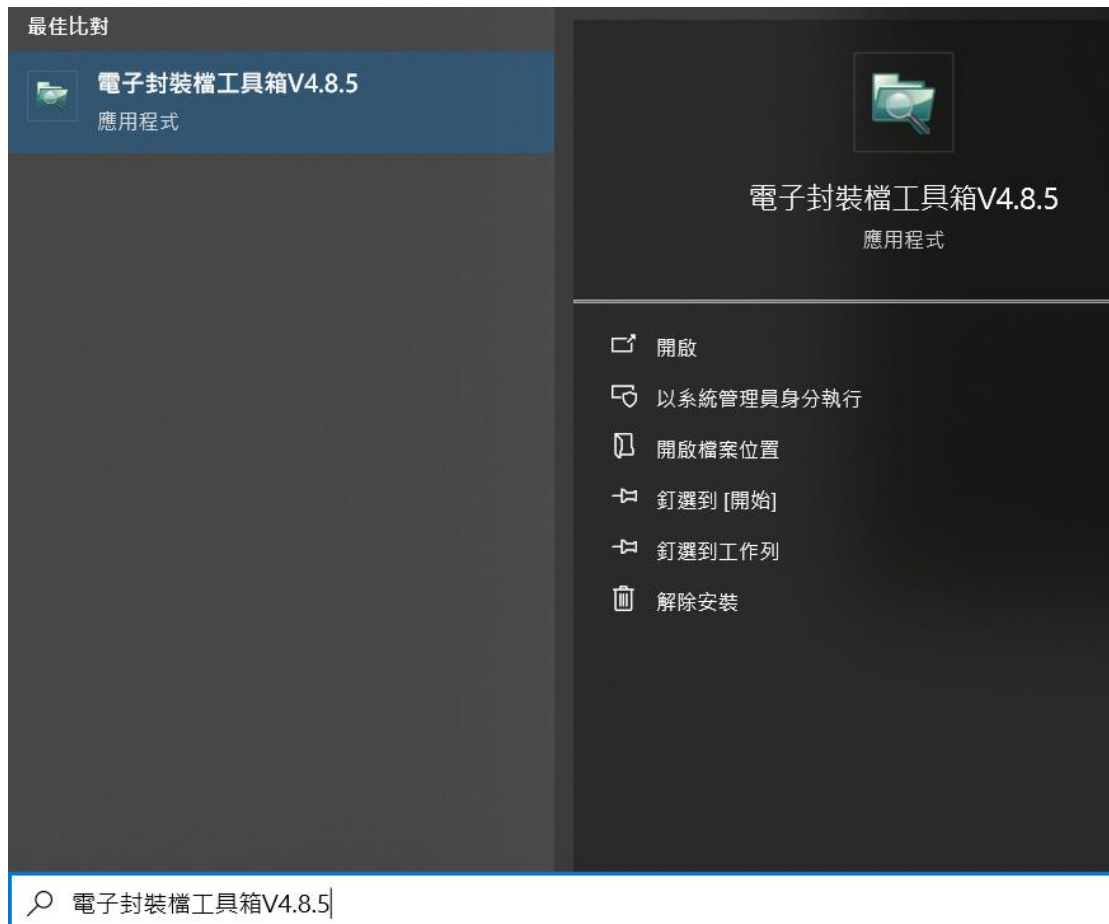 最佳比對
電子封裝檔工具箱V4.8.5
應用程式
電子封裝檔工具箱V4.8.5
應用程式
開啟
以系統管理員身分執行
開啟檔案位置
釘選到 [開始]
釘選到工作列
解除安裝
電子封裝檔工具箱V4.8.5